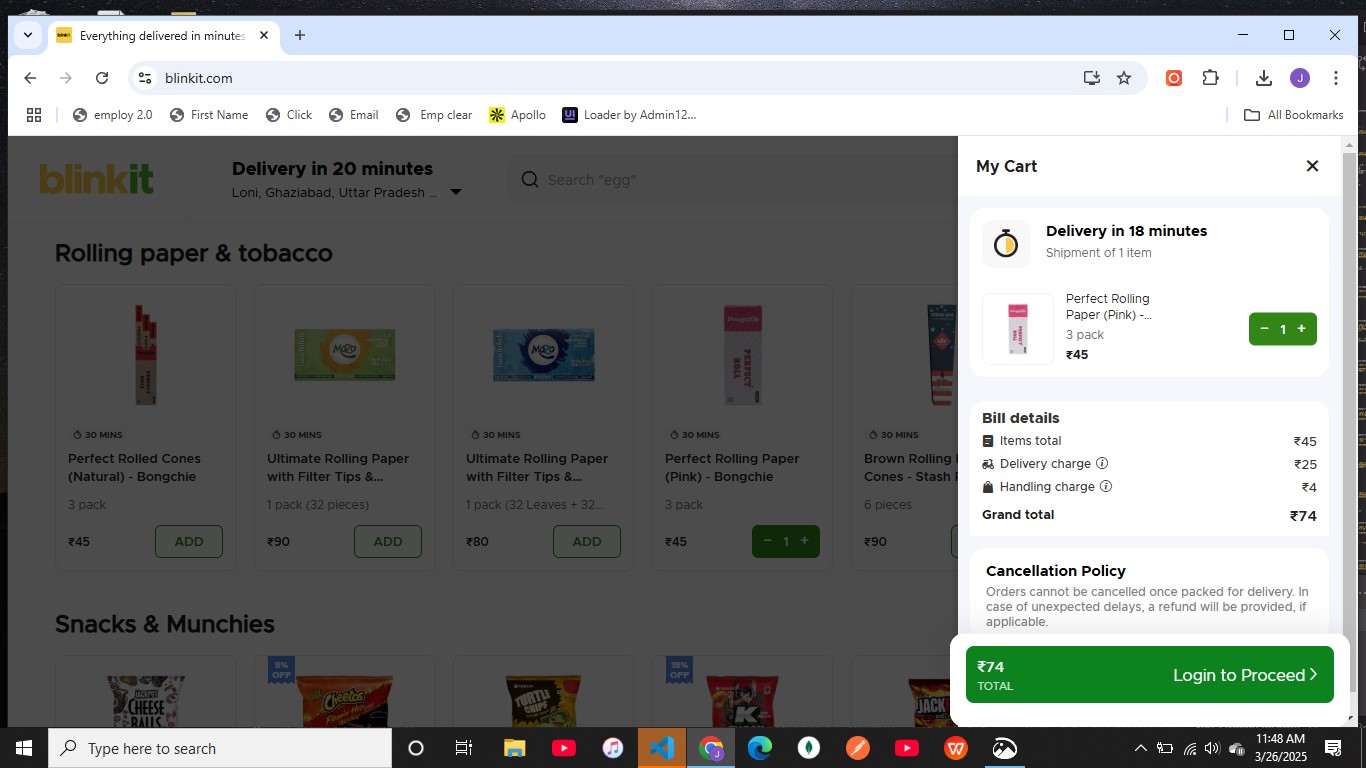 Everything delivered in minutes
blinkit.com
J
employ 2.0
First Name
Click
Email
Emp clear
Apollo
Loader by Admin12...
All Bookmarks
blinkit
Delivery in 20 minutes
Loni, Ghaziabad, Uttar Pradesh ...
Search "egg"
Rolling paper & tobacco
30 MINS
Perfect Rolled Cones
(Natural) - Bongchie
3 pack
₹45
ADD
30 MINS
Ultimate Rolling Paper
with Filter Tips &...
1 pack (32 pieces)
₹90
ADD
30 MINS
Ultimate Rolling Paper
with Filter Tips &...
1 pack (32 Leaves + 32...
₹80
ADD
PERFECT
ROLL
30 MINS
Perfect Rolling Paper
(Pink) - Bongchie
3 pack
₹45
− 1 +
30 MINS
Brown Rolling
Cones - Stash
6 pieces
₹90
Snacks & Munchies
CHEESE
BALLS
5%
OFF
Cheetos
TURTLE
CHIPS
15%
OFF
K
JACK
My Cart
Delivery in 18 minutes
Shipment of 1 item
Perfect Rolling
Paper (Pink) -...
3 pack
₹45
− 1 +
Bill details
Items total ₹45
Delivery charge ₹25
Handling charge ₹4
Grand total ₹74
Cancellation Policy
Orders cannot be cancelled once packed for delivery. In
case of unexpected delays, a refund will be provided, if
applicable.
₹74
TOTAL
Login to Proceed
Type here to search
11:48 AM
3/26/2025